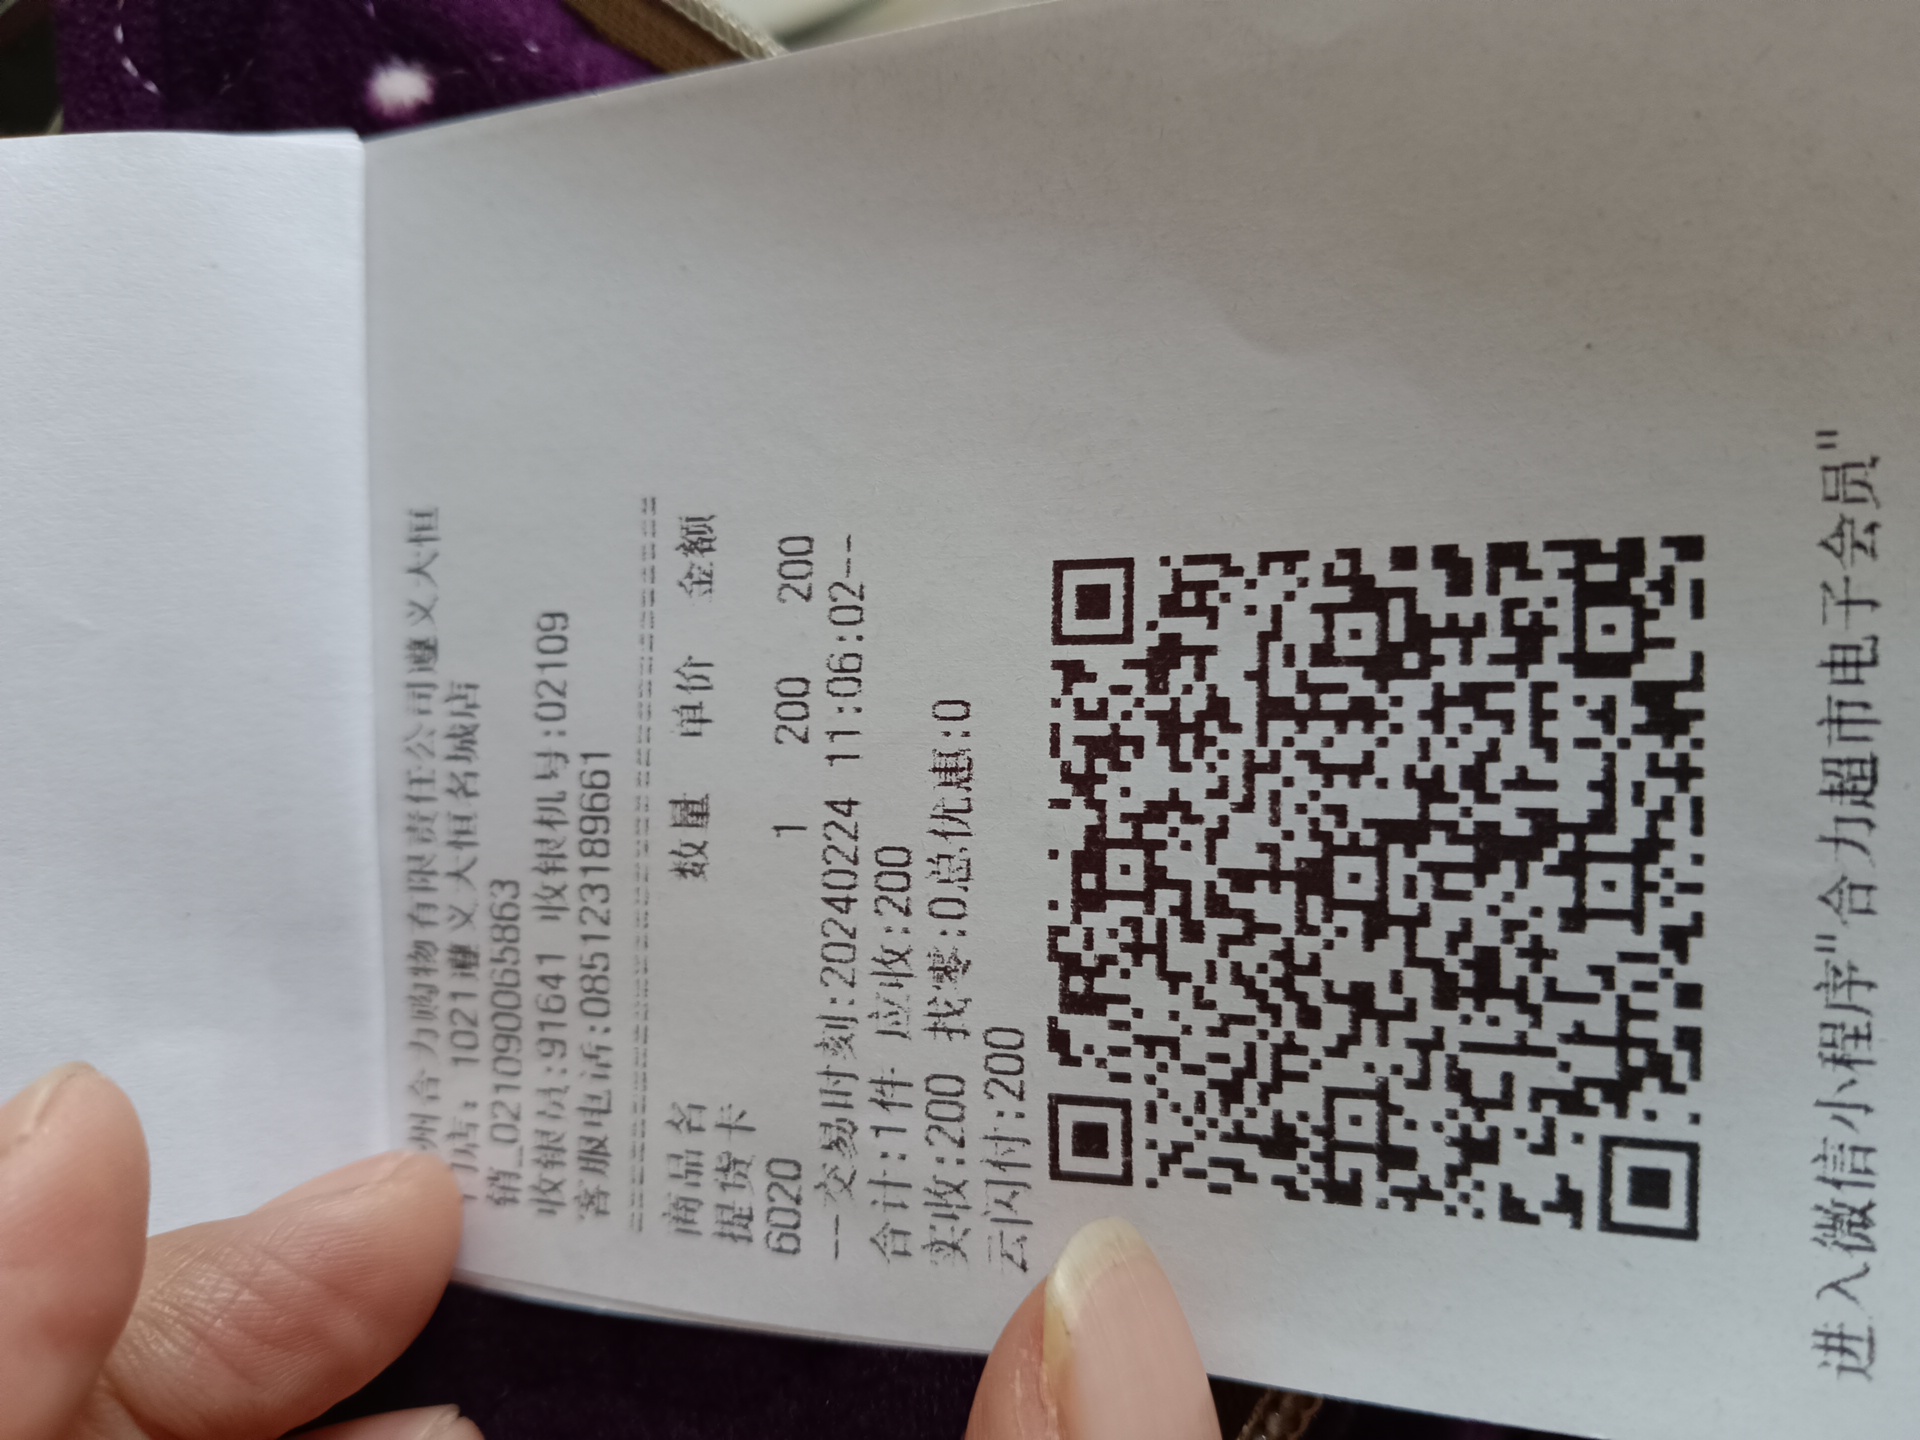 州合力购物有限责任公司遵义大恒
门店：1021遵义大恒名城店
销_02109006​5863
收银员:91641 收银机号:02109
客服电话:085123189661
商品名 数量 单价 金额
提货卡
6020 1 200 200
--交易时刻:20240224 11:06:02--
合计:1件 应收:200
实收:200 找零:0总优惠:0
云闪付:200
进入微信小程序"合力超市电子会员"